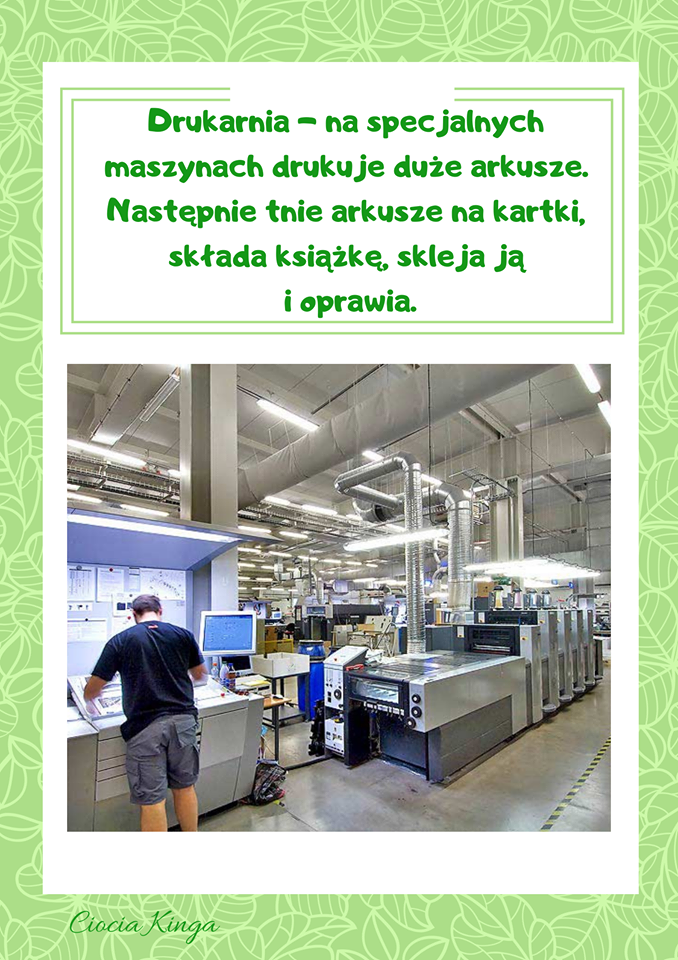 Drukarnia – na specjalnych
maszynach drukuje duże arkusze.
Następnie tnie arkusze na kartki,
składa książkę, skleja ją
i oprawia.
Ciocia Kinga